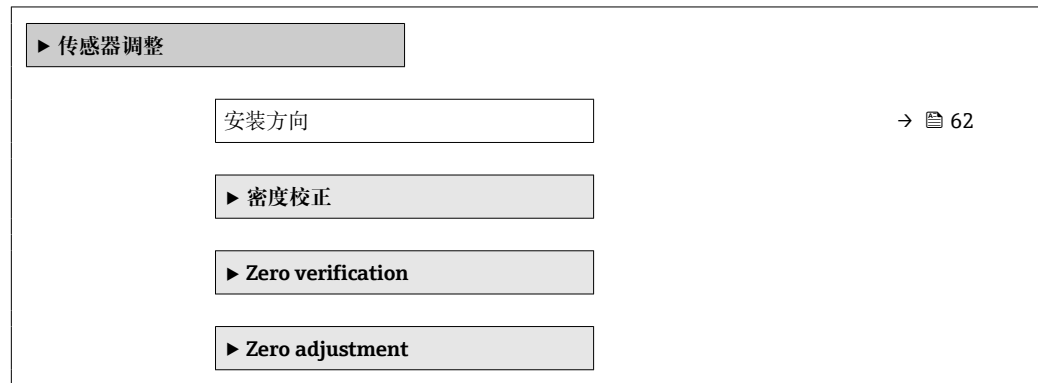 ▶ 传感器调整
安装方向 → 62
▶ 密度校正
▶ Zero verification
▶ Zero adjustment